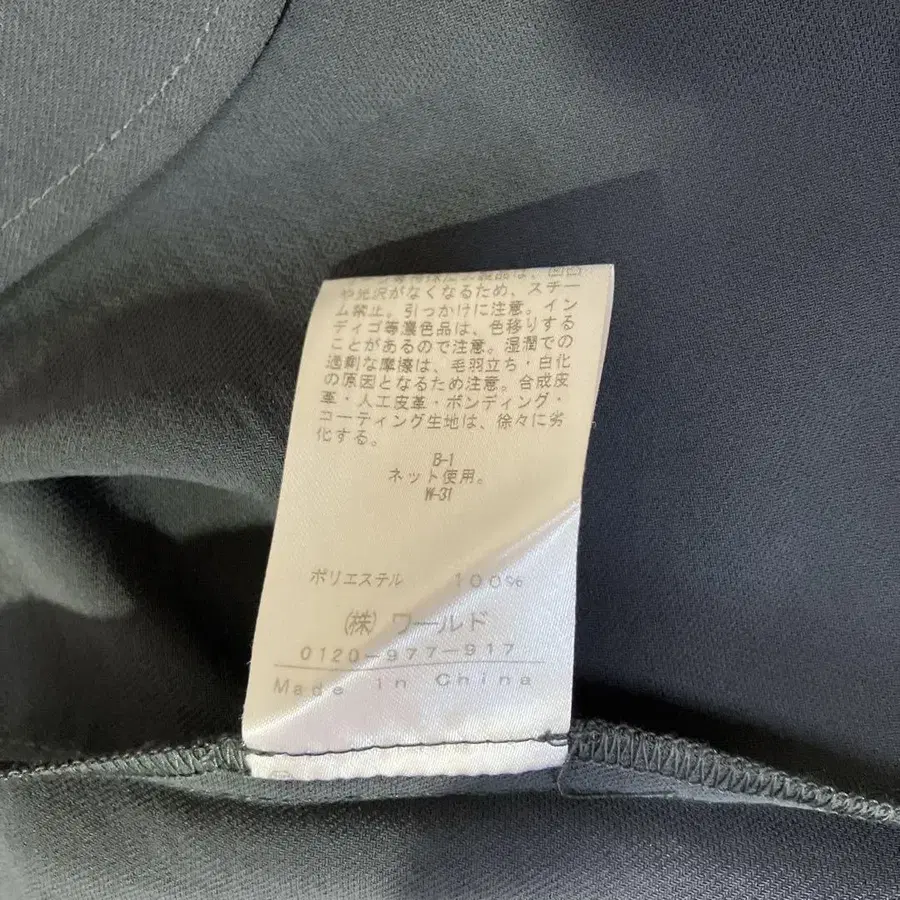 製品は、凹凸
や光沢がなくなるため、スチー
ム禁止。引っかけに注意。イン
ディゴ等濃色品は、色移りする
ことがあるので注意。湿潤での
過剰な摩擦は、毛羽立ち・白化
の原因となるため注意。合成皮
革・人工皮革・ボンディング・
コーティング生地は、徐々に劣
化する。
B-1
ネット使用。
W-31
ポリエステル 100%
(株)ワールド
0120-977-917
Made in China